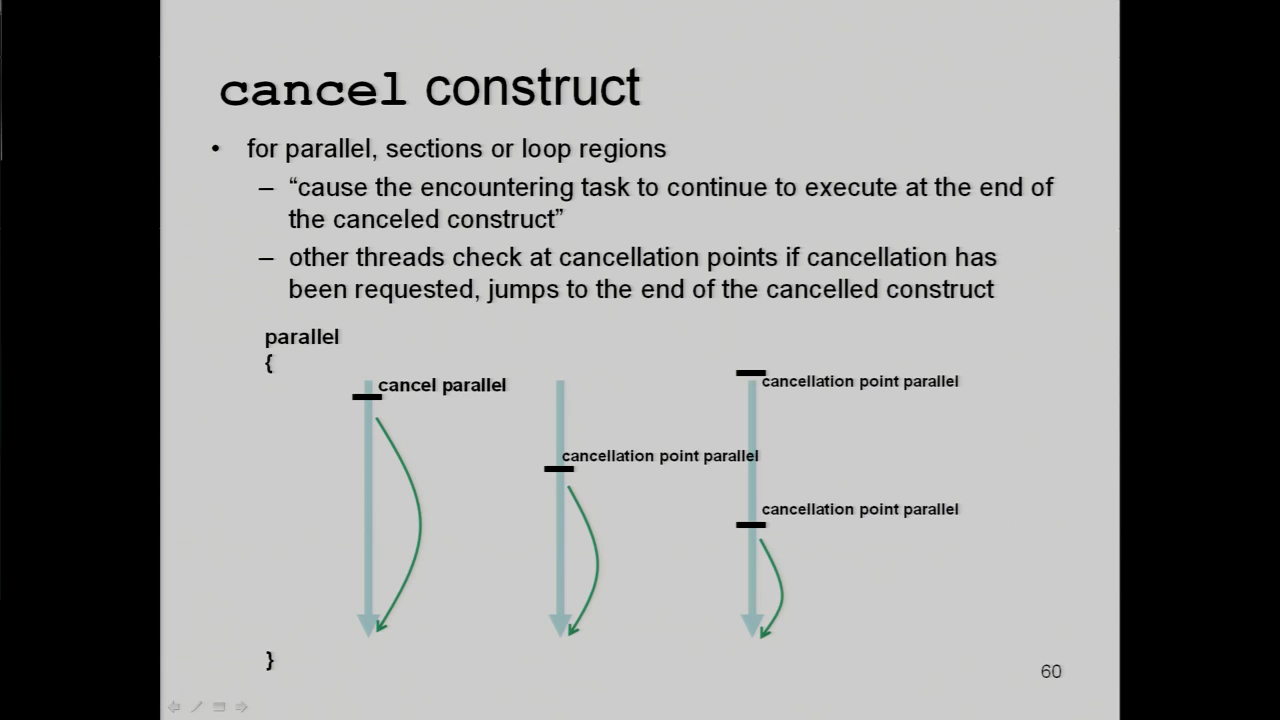 cancel construct
• for parallel, sections or loop regions
– “cause the encountering task to continue to execute at the end of
the canceled construct”
– other threads check at cancellation points if cancellation has
been requested, jumps to the end of the cancelled construct
parallel
{
cancel parallel
cancellation point parallel
cancellation point parallel
cancellation point parallel
}
60